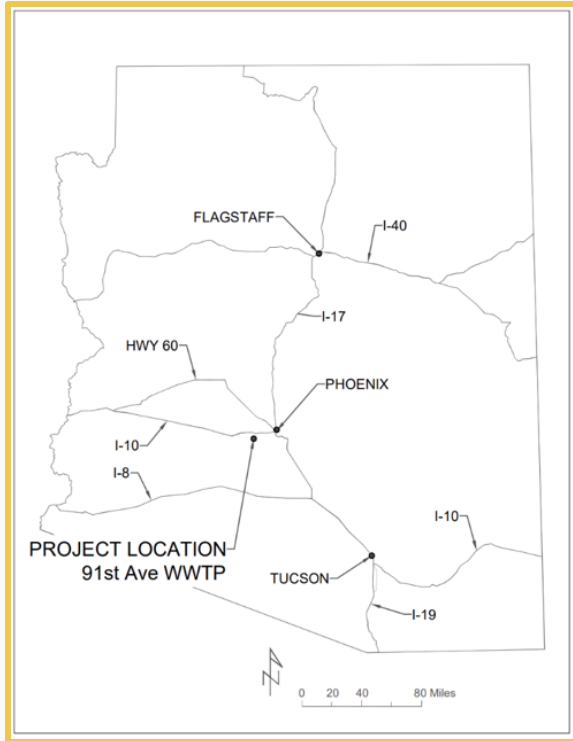 FLAGSTAFF
I-40
I-17
HWY 60
PHOENIX
I-10
I-8
I-10
PROJECT LOCATION
91st Ave WWTP
TUCSON
I-19
N
0 20 40 80 Miles